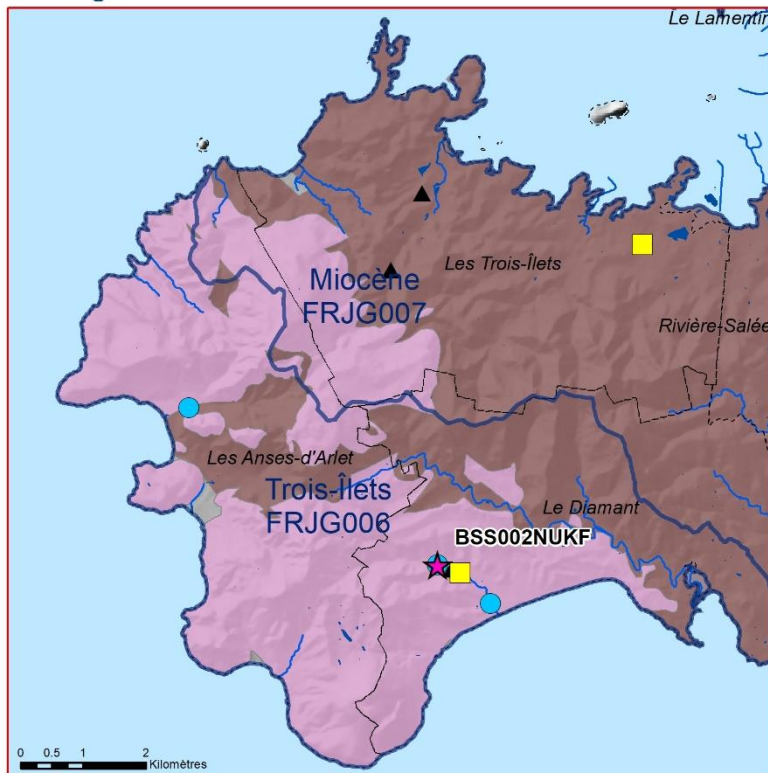 Le Lamentin
Miocène
FRJG007
Les Trois-Îlets
Rivière-Salée
Les Anses-d'Arlet
Trois-Îlets
FRJG006
Le Diamant
BSS002NUKF
0 0.5 1 2
Kilomètres